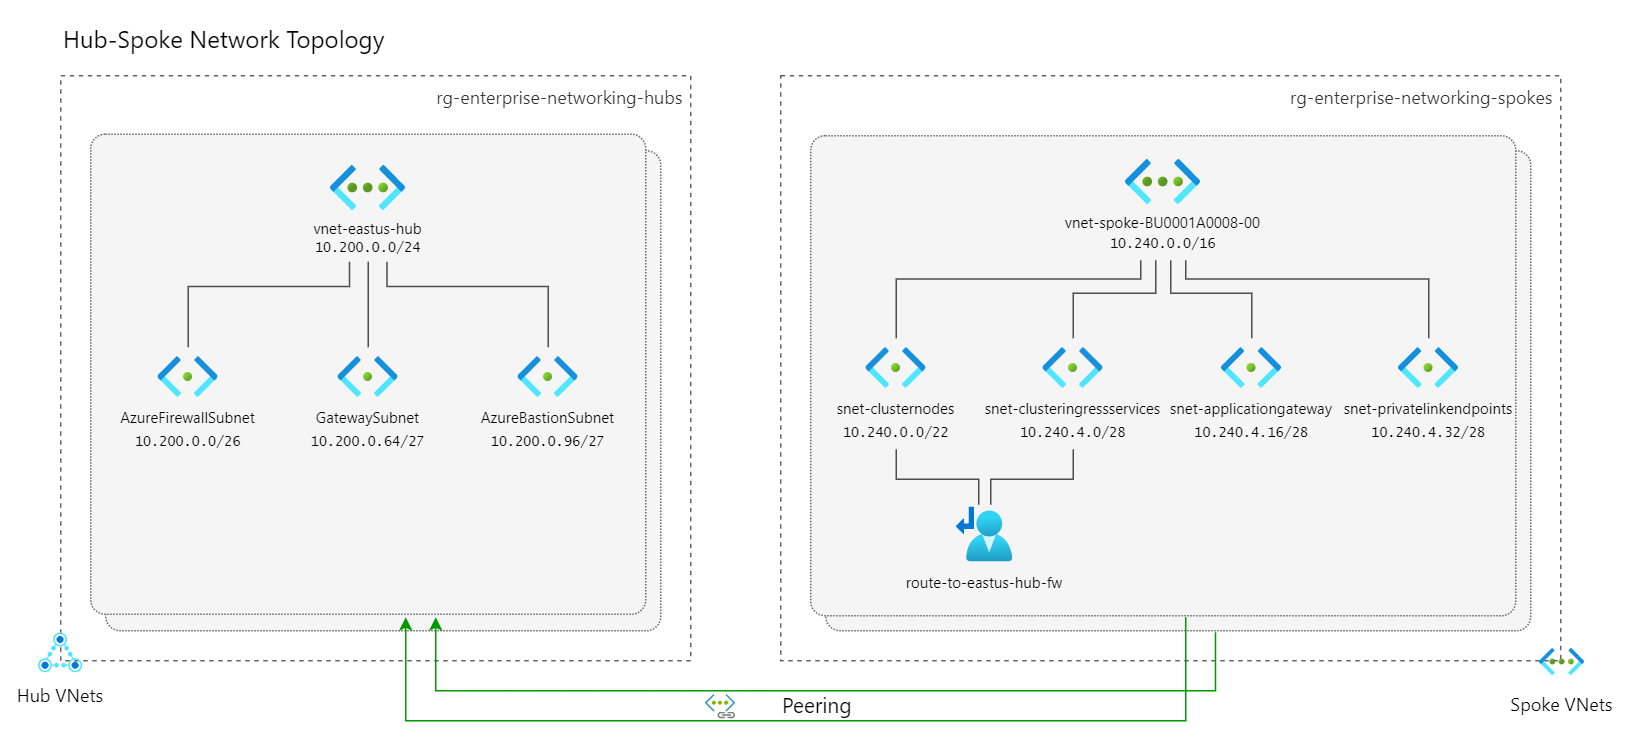 Hub-Spoke Network Topology
rg-enterprise-networking-hubs
vnet-eastus-hub
10.200.0.0/24
AzureFirewallSubnet
10.200.0.0/26
GatewaySubnet
10.200.0.64/27
AzureBastionSubnet
10.200.0.96/27
Hub VNets
rg-enterprise-networking-spokes
vnet-spoke-BU0001A0008-00
10.240.0.0/16
snet-clusternodes
10.240.0.0/22
snet-clusteringressservices
10.240.4.0/28
snet-applicationgateway
10.240.4.16/28
snet-privatelinkendpoints
10.240.4.32/28
route-to-eastus-hub-fw
Spoke VNets
Peering